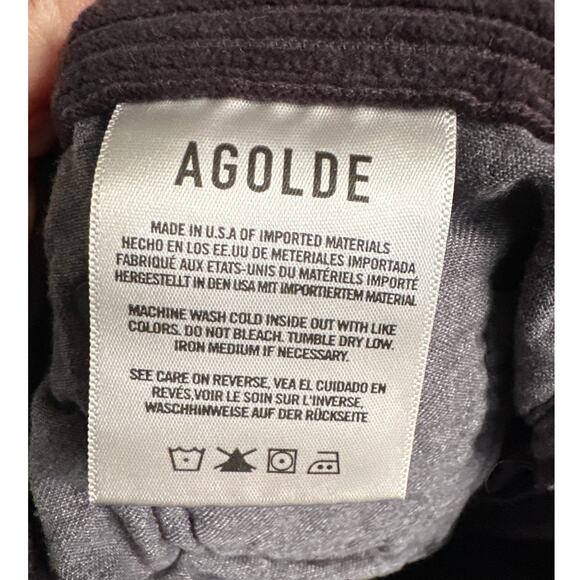 AGOLDE
MADE IN U.S.A OF IMPORTED MATERIALS
HECHO EN LOS EE.UU DE METERIALES IMPORTADA
FABRIQUÉ AUX ETATS-UNIS DU MATÉRIELS IMPORTÉ
HERGESTELLT IN DEN USA MIT IMPORTIERTEM MATERIAL
MACHINE WASH COLD INSIDE OUT WITH LIKE
COLORS. DO NOT BLEACH. TUMBLE DRY LOW.
IRON MEDIUM IF NECESSARY.
SEE CARE ON REVERSE, VEA EL CUIDADO EN
REVÉS,VOIR LE SOIN SUR L'INVERSE,
WASCHHINWEISE AUF DER RÜCKSEITE